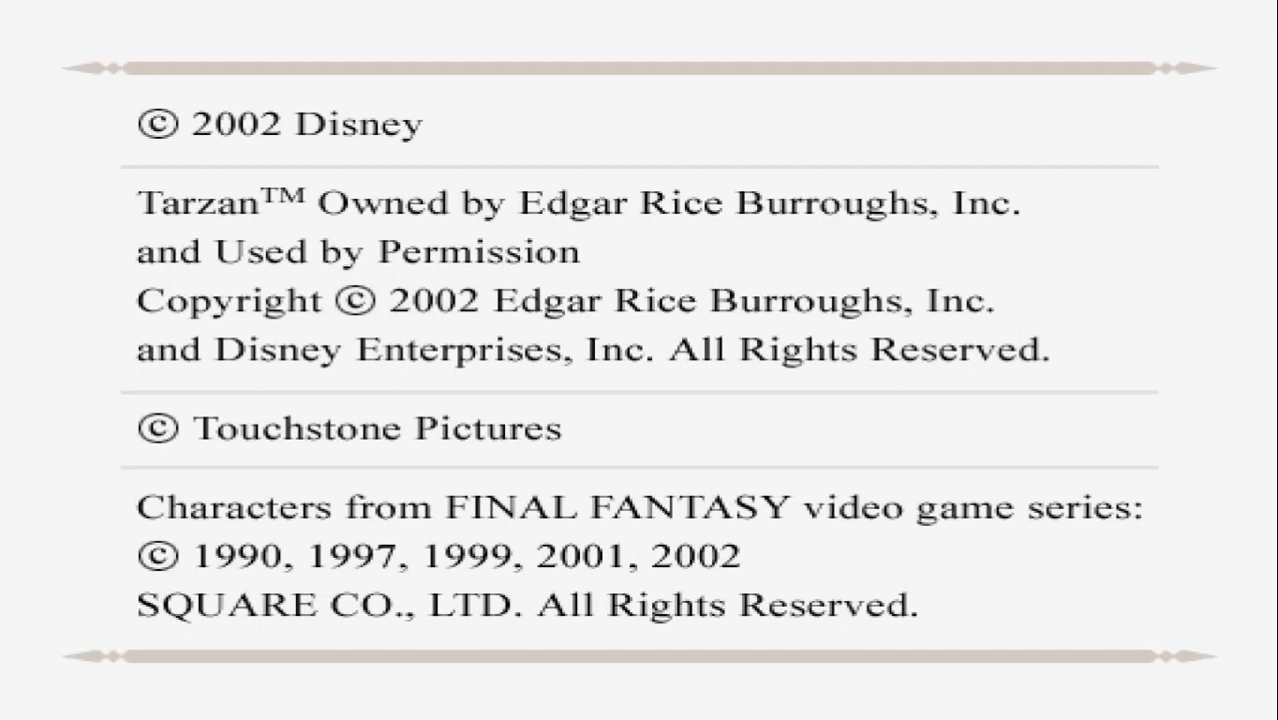 © 2002 Disney
Tarzan™ Owned by Edgar Rice Burroughs, Inc.
and Used by Permission
Copyright © 2002 Edgar Rice Burroughs, Inc.
and Disney Enterprises, Inc. All Rights Reserved.
© Touchstone Pictures
Characters from FINAL FANTASY video game series:
© 1990, 1997, 1999, 2001, 2002
SQUARE CO., LTD. All Rights Reserved.